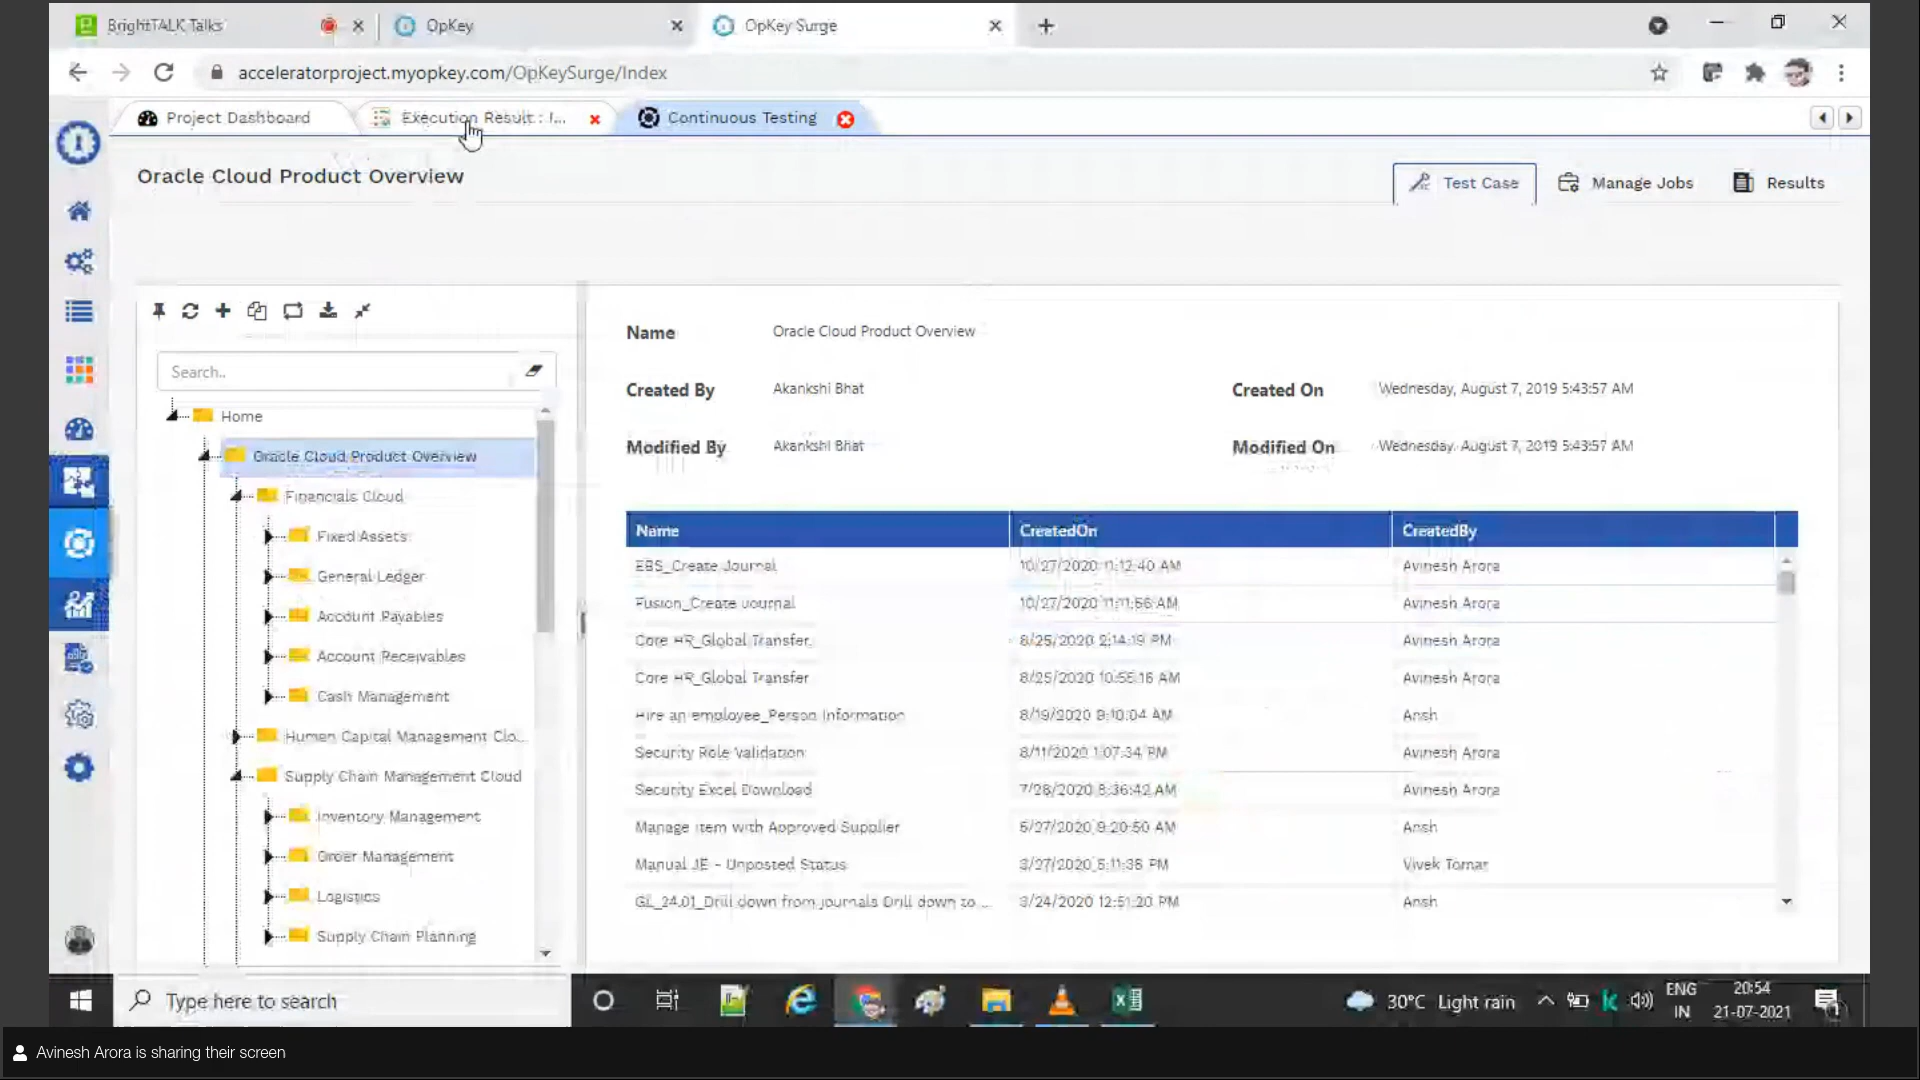 BrightTALK Talks
OpKey
OpKey Surge
acceleratorproject.myopkey.com/OpKeySurge/Index
Project Dashboard
Execution Result : I...
Continuous Testing
Oracle Cloud Product Overview
Test Case
Manage Jobs
Results
Search..
Home
Oracle Cloud Product Overview
Financials Cloud
Fixed Assets
General Ledger
Account Payables
Account Receivables
Cash Management
Human Capital Management Clo...
Supply Chain Management Cloud
Inventory Management
Order Management
Logistics
Supply Chain Planning
Name Oracle Cloud Product Overview
Created By Akankshi Bhat Created On Wednesday, August 7, 2019 5:43:57 AM
Modified By Akankshi Bhat Modified On Wednesday, August 7, 2019 5:43:57 AM
Name CreatedOn CreatedBy
EBS_Create Journal 10/27/2020 11:12:40 AM Avinesh Arora
Fusion_Create Journal 10/27/2020 11:11:56 AM Avinesh Arora
Core HR_Global Transfer 8/25/2020 2:14:19 PM Avinesh Arora
Core HR_Global Transfer 8/25/2020 10:56:16 AM Avinesh Arora
Hire an employee_Person Information 8/19/2020 9:10:04 AM Ansh
Security Role Validation 8/11/2020 1:07:34 PM Avinesh Arora
Security Excel Download 7/28/2020 8:36:42 AM Avinesh Arora
Manage Item with Approved Supplier 5/27/2020 9:20:50 AM Ansh
Manual JE - Unposted Status 3/27/2020 5:11:38 PM Vivek Tomar
GL_24.01_Drill down from journals Drill down to ... 3/24/2020 12:51:20 PM Ansh
Type here to search
30°C Light rain
ENG
IN
20:54
21-07-2021
Avinesh Arora is sharing their screen